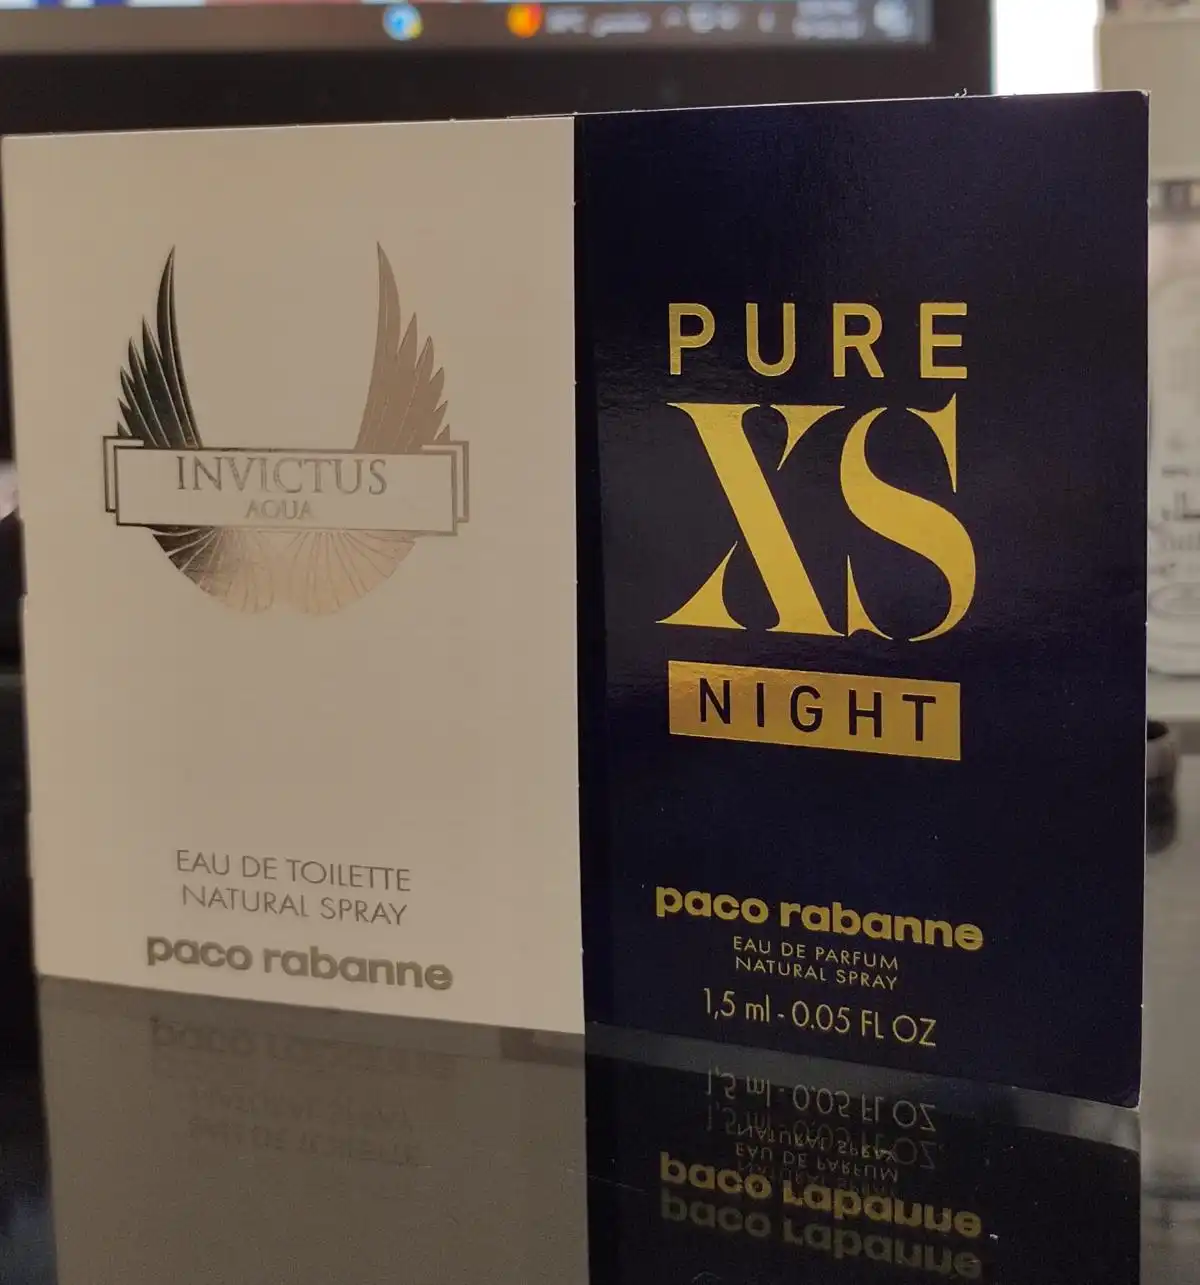 INVICTUS
AQUA
EAU DE TOILETTE
NATURAL SPRAY
paco rabanne
PURE
XS
NIGHT
paco rabanne
EAU DE PARFUM
NATURAL SPRAY
1,5 ml - 0.05 FL OZ